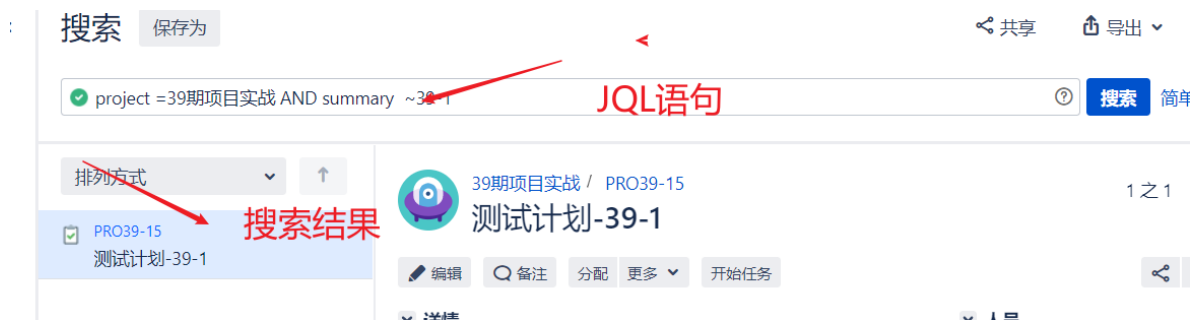 搜索 保存为 共享 导出
project =39期项目实战 AND summary ~39-1 搜索 简单
JQL语句
排列方式
39期项目实战 / PRO39-15 1 之 1
测试计划-39-1
PRO39-15 搜索结果
测试计划-39-1
编辑 备注 分配 更多 开始任务
详情 人员